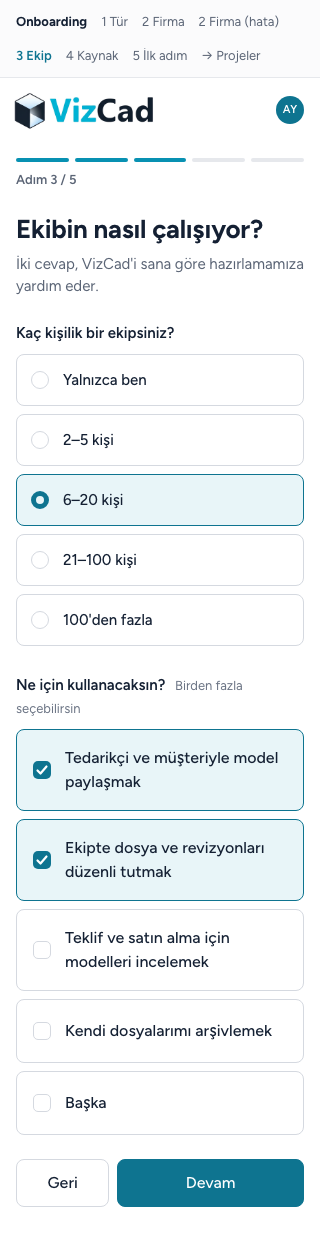 Onboarding 1 Tür 2 Firma 2 Firma (hata)
3 Ekip 4 Kaynak 5 İlk adım → Projeler
VizCad
AY
Adım 3 / 5
Ekibin nasıl çalışıyor?
İki cevap, VizCad'i sana göre hazırlamamıza
yardım eder.
Kaç kişilik bir ekipsiniz?
Yalnızca ben
2–5 kişi
6–20 kişi
21–100 kişi
100'den fazla
Ne için kullanacaksın? Birden fazla
seçebilirsin
Tedarikçi ve müşteriyle model
paylaşmak
Ekipte dosya ve revizyonları
düzenli tutmak
Teklif ve satın alma için
modelleri incelemek
Kendi dosyalarımı arşivlemek
Başka
Geri Devam